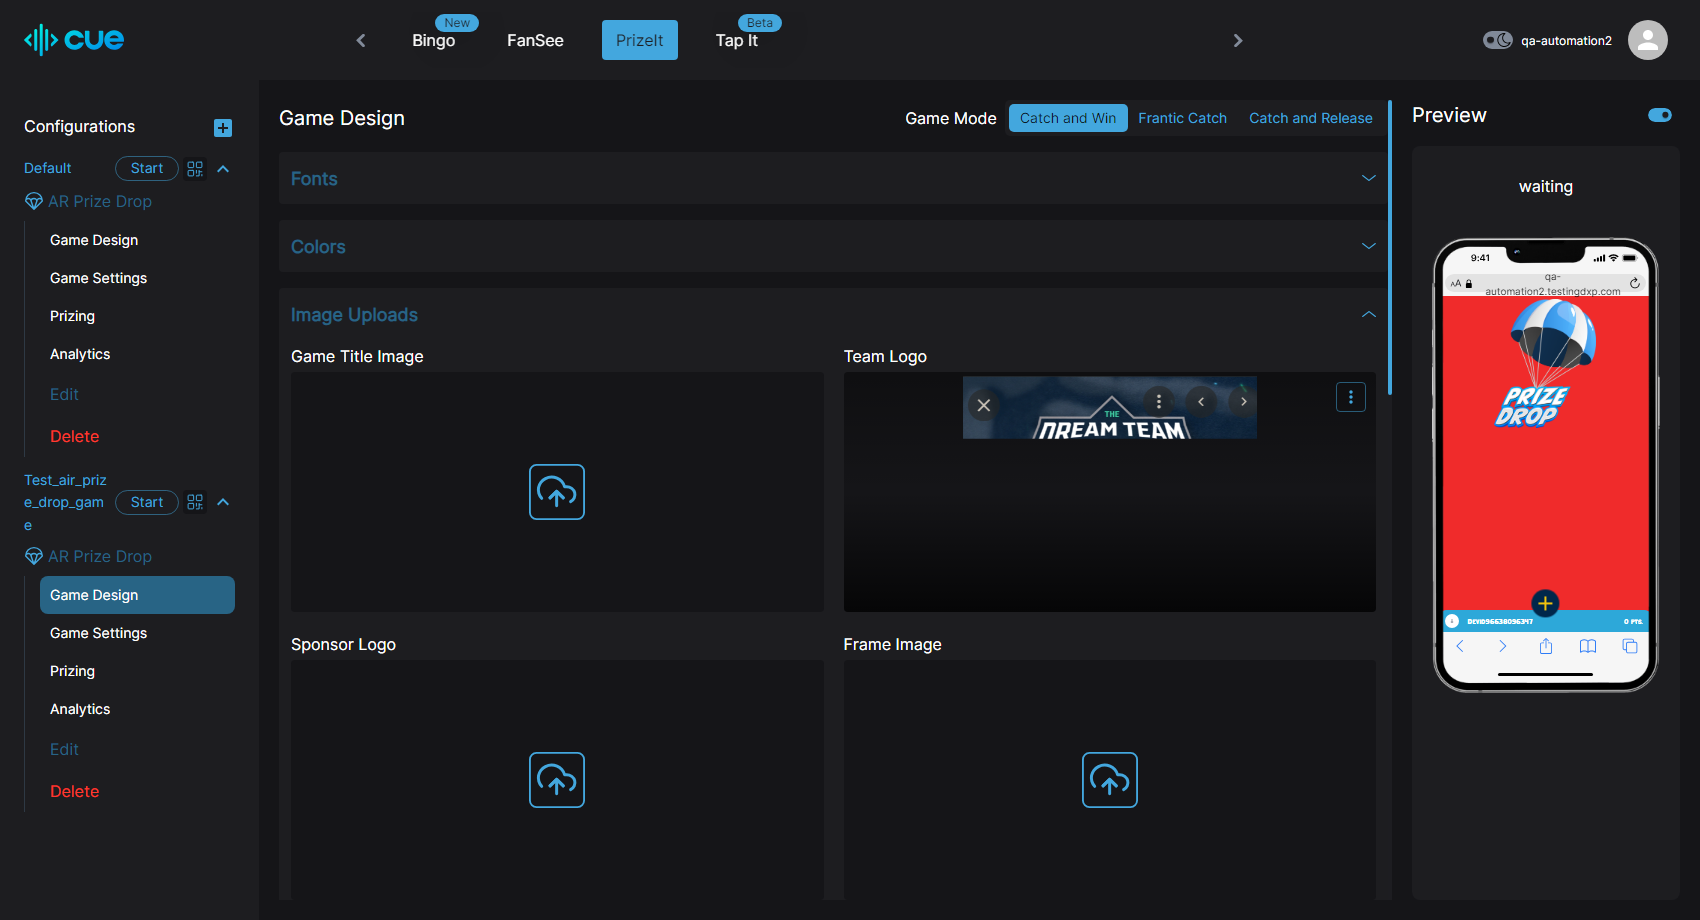 cue
New
Bingo
FanSee
PrizeIt
Beta
Tap It
qa-automation2
Configurations
Default
Start
AR Prize Drop
Game Design
Game Settings
Prizing
Analytics
Edit
Delete
Test_air_priz
e_drop_gam
e
Start
AR Prize Drop
Game Design
Game Settings
Prizing
Analytics
Edit
Delete
Game Design
Game Mode
Catch and Win
Frantic Catch
Catch and Release
Fonts
Colors
Image Uploads
Game Title Image
Team Logo
THE
DREAM TEAM
Sponsor Logo
Frame Image
Preview
waiting
9:41
AA
qa-
automation2.testingdxp.com
PRIZE
DROP
0 PTS.